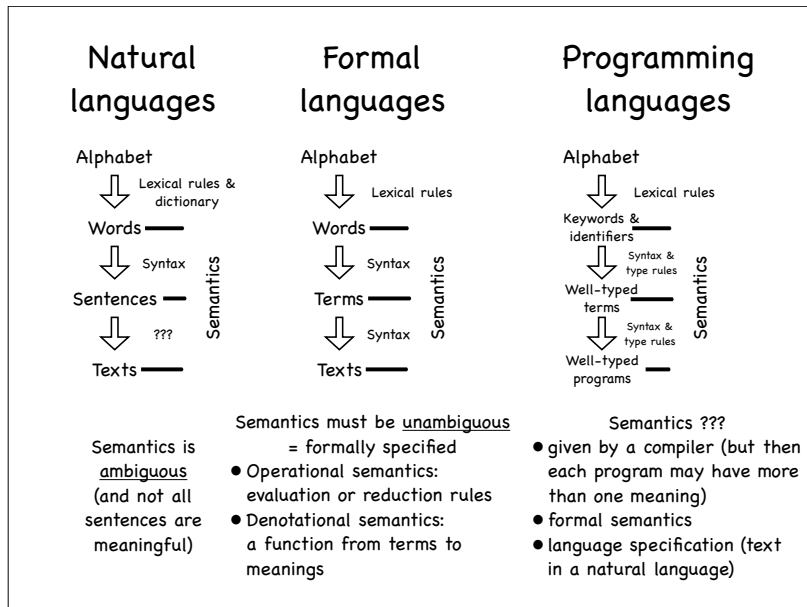 Natural
languages
Alphabet
Lexical rules &
dictionary
Words
Syntax
Sentences
???
Texts
Semantics
Semantics is
ambiguous
(and not all
sentences are
meaningful)
Formal
languages
Alphabet
Lexical rules
Words
Syntax
Terms
Syntax
Texts
Semantics
Semantics must be unambiguous
= formally specified
● Operational semantics:
evaluation or reduction rules
● Denotational semantics:
a function from terms to
meanings
Programming
languages
Alphabet
Lexical rules
Keywords &
identifiers
Syntax &
type rules
Well-typed
terms
Syntax &
type rules
Well-typed
programs
Semantics
Semantics ???
● given by a compiler (but then
each program may have more
than one meaning)
● formal semantics
● language specification (text
in a natural language)